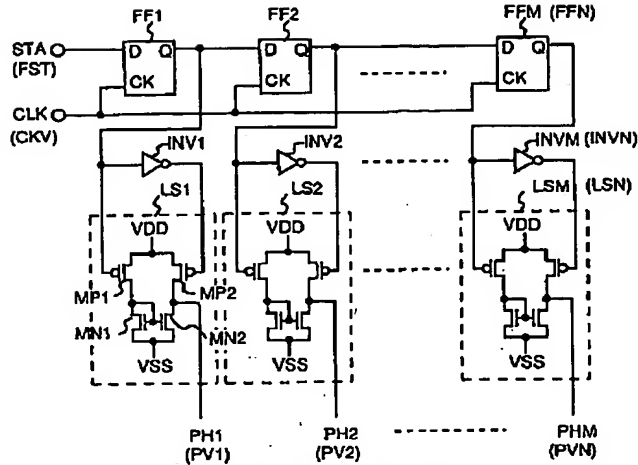 FF1 FF2 FFM (FFN)
STA D Q D Q D Q
(FST) CK CK CK
CLK
(CKV)
INV1 INV2 INVM (INVN)
LS1 LS2 LSM (LSN)
VDD VDD VDD
MP1 MP2
MN1 MN2
VSS VSS VSS
PH1 PH2 PHM
(PV1) (PV2) (PVN)